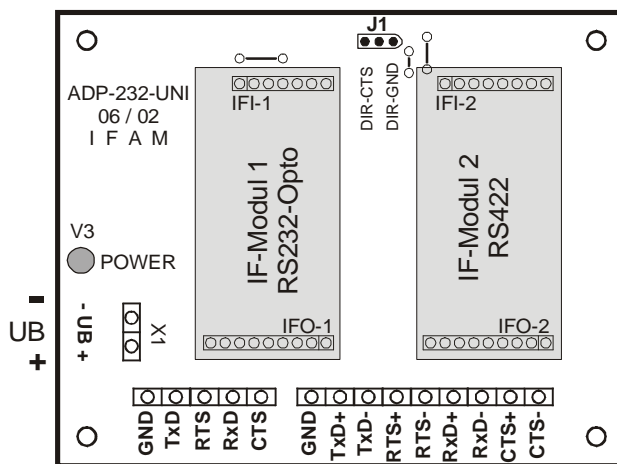 J1
ADP-232-UNI
06 / 02
I F A M
IFI-1
DIR-CTS
DIR-GND
IFI-2
IF-Modul 1
RS232-Opto
IF-Modul 2
RS422
V3
POWER
-
UB
+
- UB +
X1
IFO-1
IFO-2
GND
TxD
RTS
RxD
CTS
GND
TxD+
TxD-
RTS+
RTS-
RxD+
RxD-
CTS+
CTS-